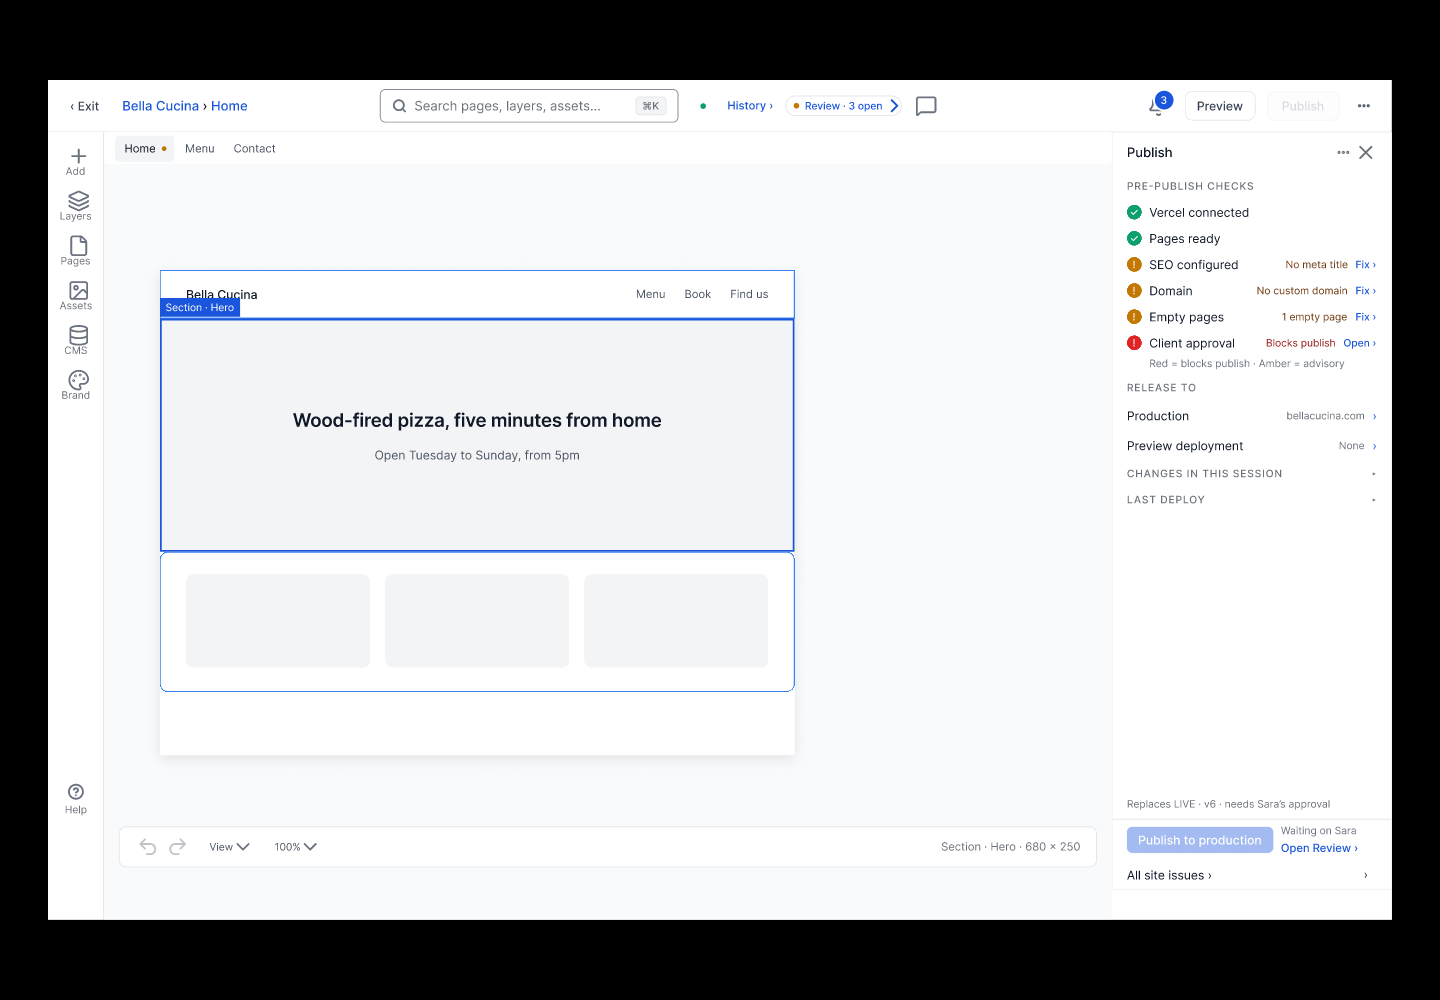 ‹ Exit
Bella Cucina › Home
Search pages, layers, assets...
⌘K
History ›
Review · 3 open
3
Preview
Publish
Home
Menu
Contact
Add
Layers
Pages
Assets
CMS
Brand
Help
Bella Cucina
Menu
Book
Find us
Section · Hero
Wood-fired pizza, five minutes from home
Open Tuesday to Sunday, from 5pm
View
100%
Section · Hero · 680 × 250
Publish
PRE-PUBLISH CHECKS
Vercel connected
Pages ready
SEO configured No meta title Fix ›
Domain No custom domain Fix ›
Empty pages 1 empty page Fix ›
Client approval Blocks publish Open ›
Red = blocks publish · Amber = advisory
RELEASE TO
Production bellacucina.com ›
Preview deployment None ›
CHANGES IN THIS SESSION
LAST DEPLOY
Replaces LIVE · v6 · needs Sara's approval
Publish to production
Waiting on Sara
Open Review ›
All site issues › ›